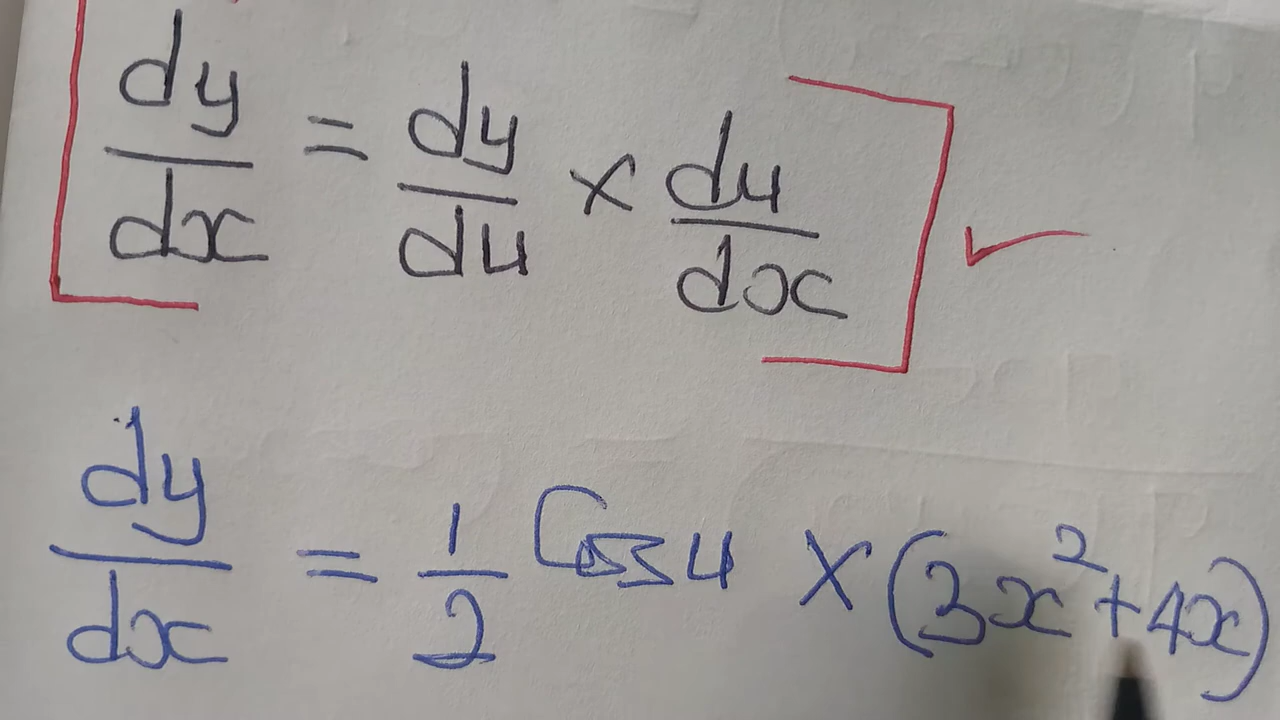 dy/dx = dy/du × du/dx ✓
dy/dx = 1/2 Cos u × (3x² + 4x)